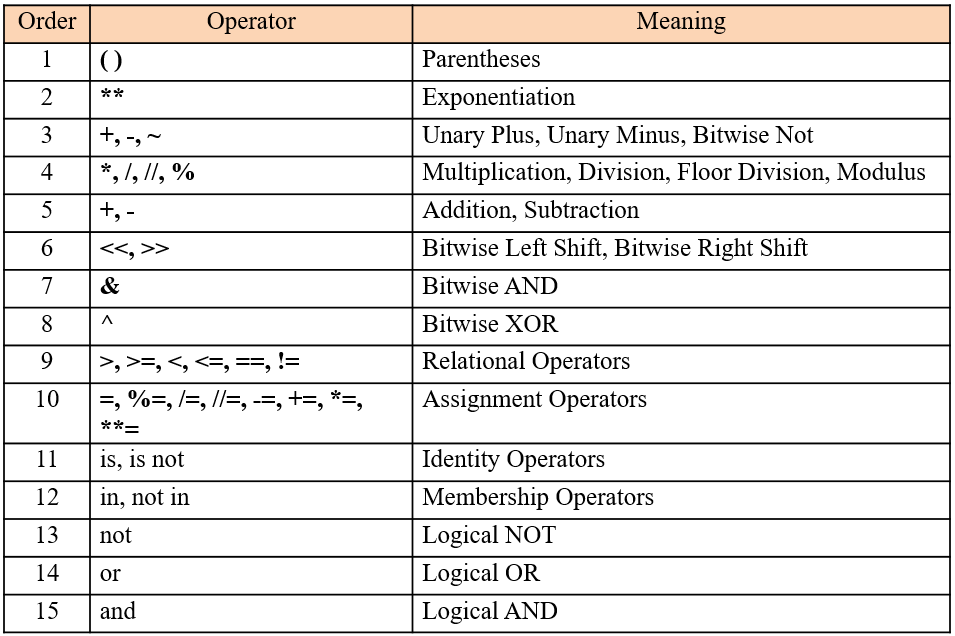 Order Operator Meaning
1 ( ) Parentheses
2 ** Exponentiation
3 +, -, ~ Unary Plus, Unary Minus, Bitwise Not
4 *, /, //, % Multiplication, Division, Floor Division, Modulus
5 +, - Addition, Subtraction
6 <<, >> Bitwise Left Shift, Bitwise Right Shift
7 & Bitwise AND
8 ^ Bitwise XOR
9 >, >=, <, <=, ==, != Relational Operators
10 =, %=, /=, //=, -=, +=, *=, Assignment Operators
**=
11 is, is not Identity Operators
12 in, not in Membership Operators
13 not Logical NOT
14 or Logical OR
15 and Logical AND